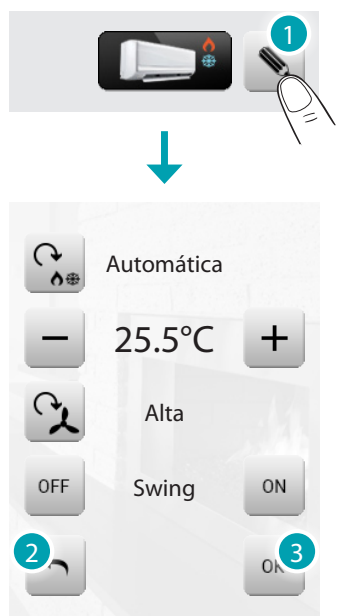 1
Automática
− 25.5°C +
Alta
OFF Swing ON
2 OK 3